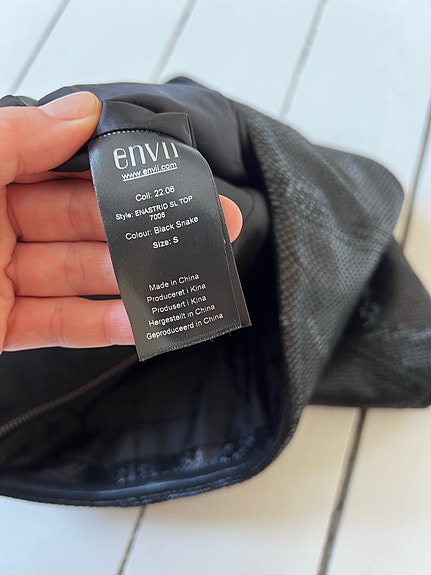 envii
www.envii.com
Coll: 22.06
Style: ENASTRID SL TOP
7006
Colour: Black Snake
Size: S
Made in China
Produceret i Kina
Produsert i Kina
Hergestellt in China
Geproduceerd in China